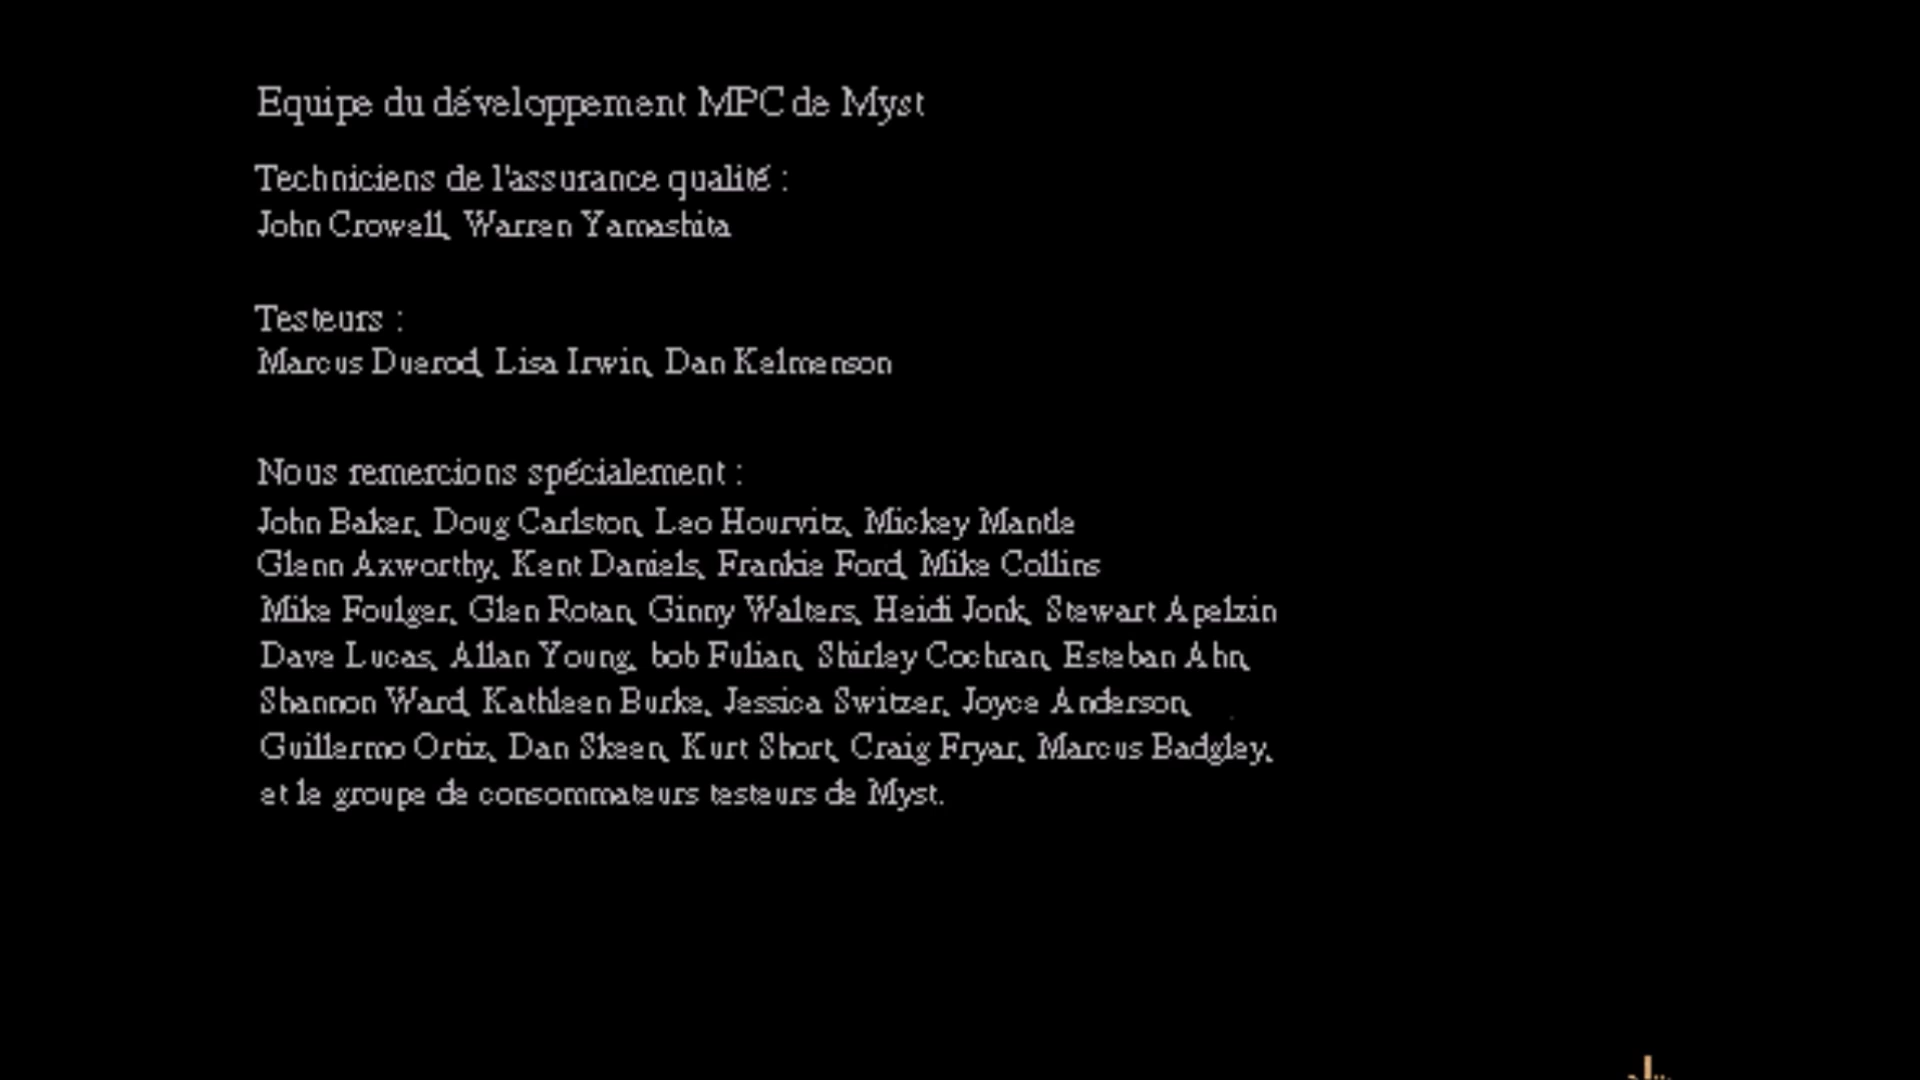 Equipe du développement MPC de Myst
Techniciens de l'assurance qualité :
John Crowell, Warren Yamashita
Testeurs :
Marcus Duerod, Lisa Irwin, Dan Kelmenson
Nous remercions spécialement :
John Baker, Doug Carlston, Leo Hourvitz, Mickey Mantle
Glenn Axworthy, Kent Daniels, Frankie Ford, Mike Collins
Mike Foulger, Glen Rotan, Ginny Walters, Heidi Jonk, Stewart Apelzin
Dave Lucas, Allan Young, bob Fulian, Shirley Cochran, Esteban Ahn,
Shannon Ward, Kathleen Burke, Jessica Switzer, Joyce Anderson,
Guillermo Ortiz, Dan Skeen, Kurt Short, Craig Fryar, Marcus Badgley,
et le groupe de consommateurs testeurs de Myst.